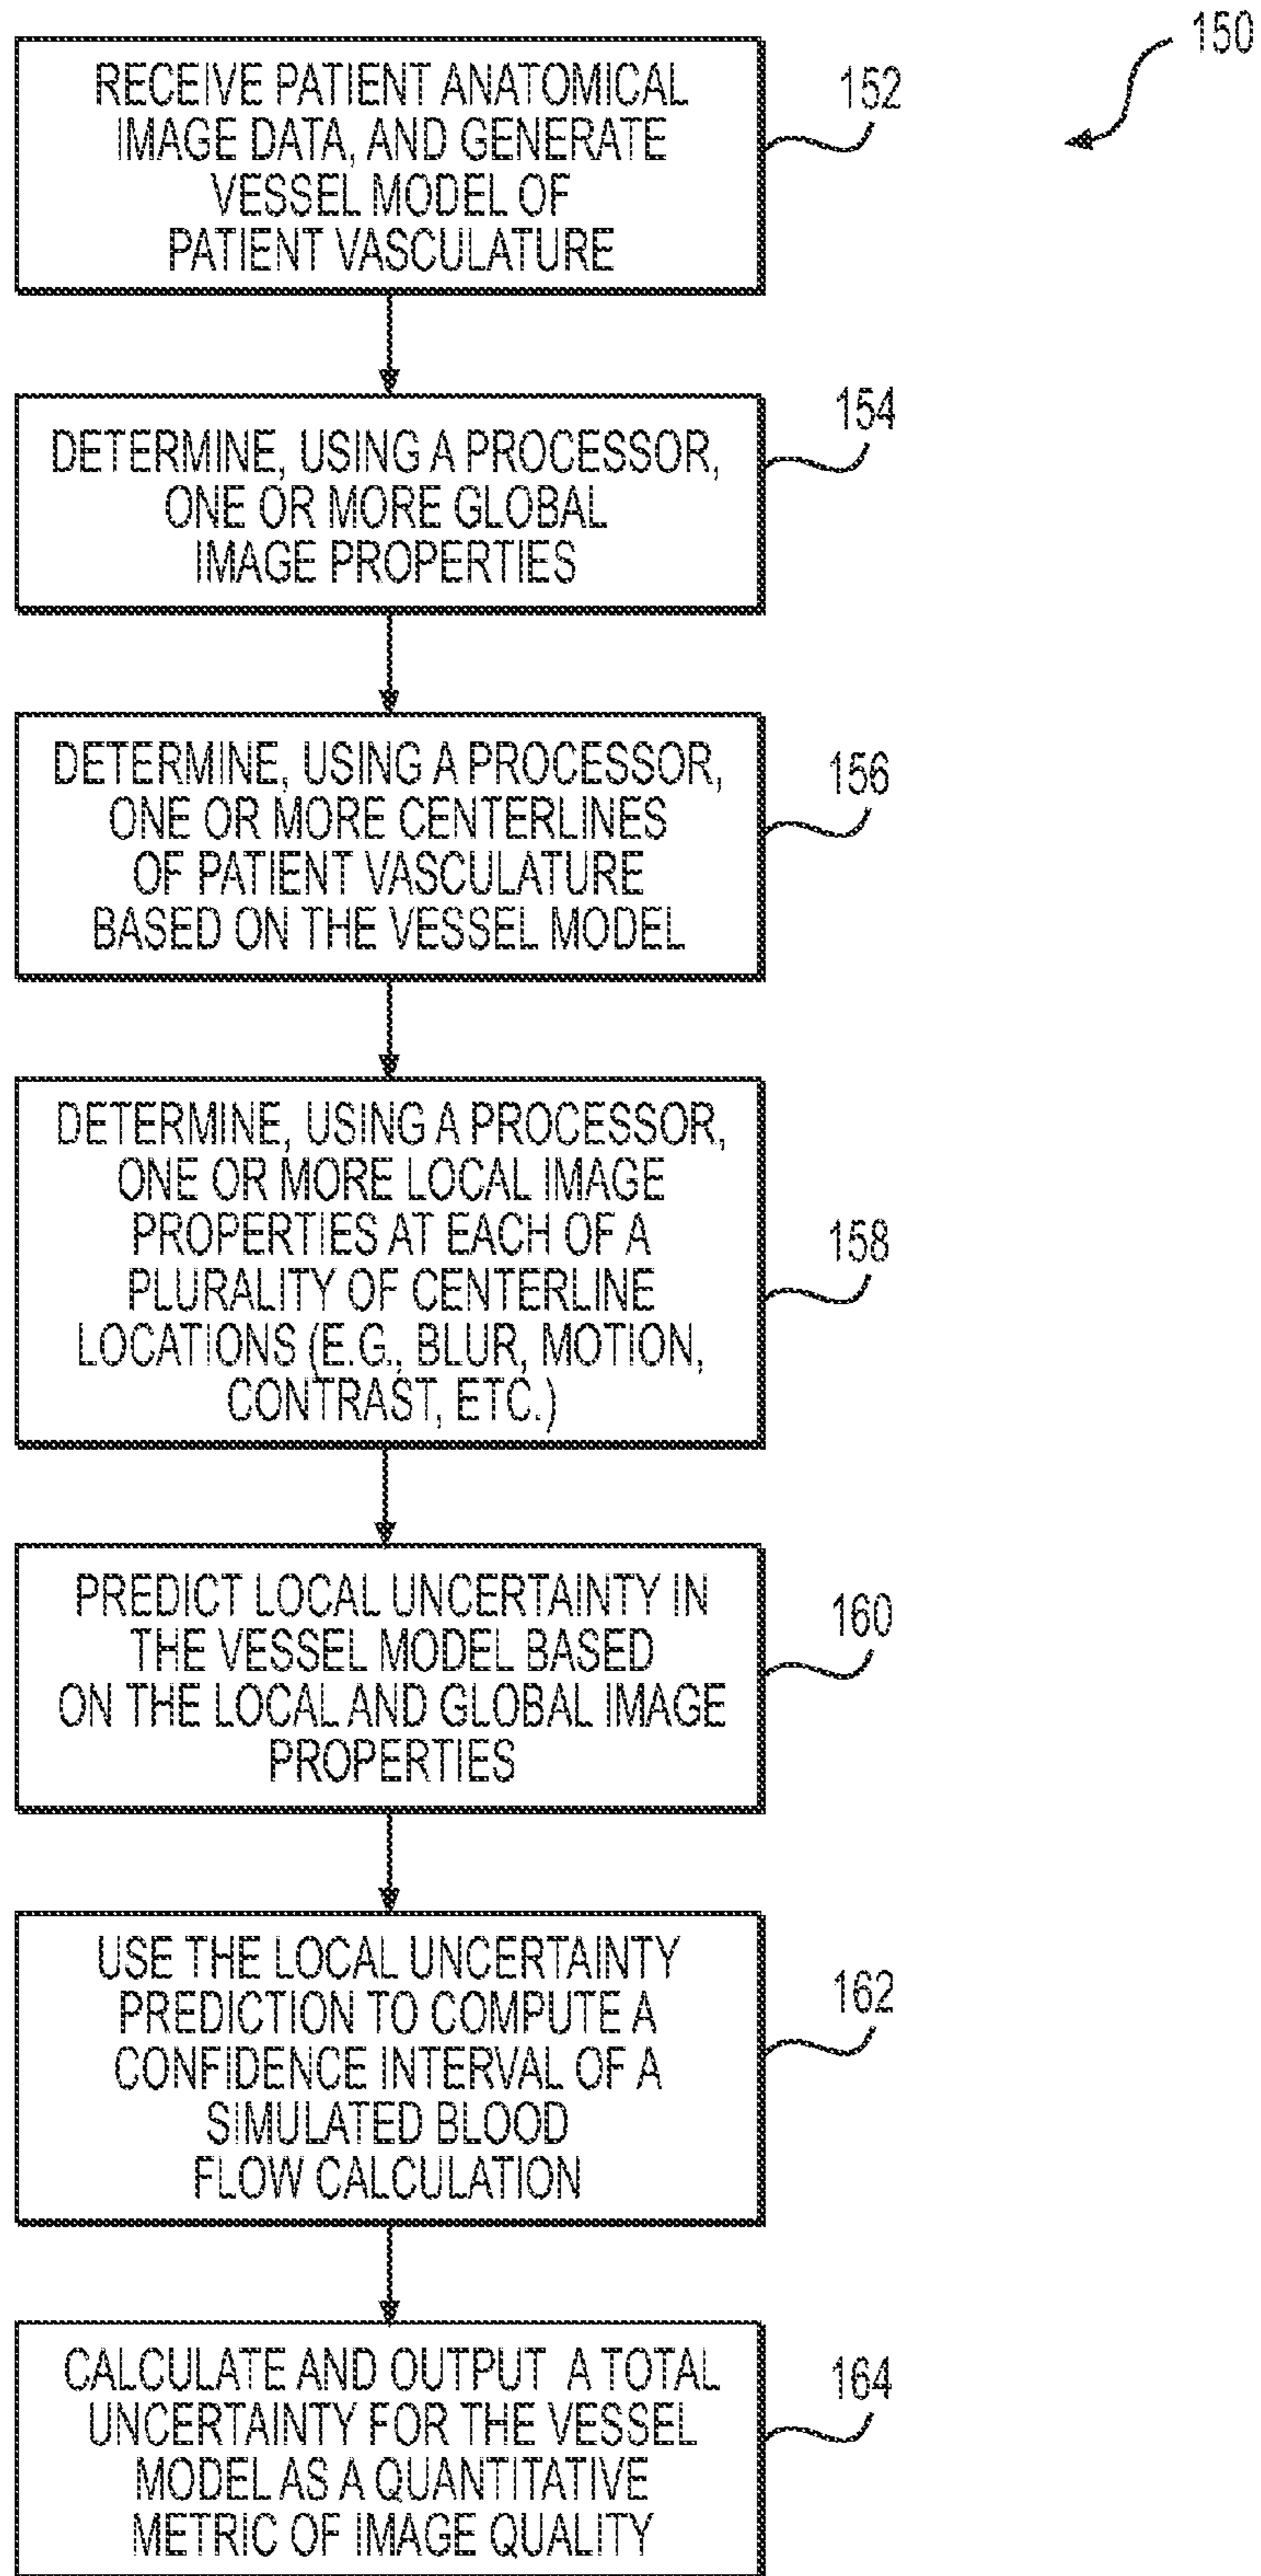 150
RECEIVE PATIENT ANATOMICAL
IMAGE DATA, AND GENERATE
VESSEL MODEL OF
PATIENT VASCULATURE
152
DETERMINE, USING A PROCESSOR,
ONE OR MORE GLOBAL
IMAGE PROPERTIES
154
DETERMINE, USING A PROCESSOR,
ONE OR MORE CENTERLINES
OF PATIENT VASCULATURE
BASED ON THE VESSEL MODEL
156
DETERMINE, USING A PROCESSOR,
ONE OR MORE LOCAL IMAGE
PROPERTIES AT EACH OF A
PLURALITY OF CENTERLINE
LOCATIONS (E.G., BLUR, MOTION,
CONTRAST, ETC.)
158
PREDICT LOCAL UNCERTAINTY IN
THE VESSEL MODEL BASED
ON THE LOCAL AND GLOBAL IMAGE
PROPERTIES
160
USE THE LOCAL UNCERTAINTY
PREDICTION TO COMPUTE A
CONFIDENCE INTERVAL OF A
SIMULATED BLOOD
FLOW CALCULATION
162
CALCULATE AND OUTPUT A TOTAL
UNCERTAINTY FOR THE VESSEL
MODEL AS A QUANTITATIVE
METRIC OF IMAGE QUALITY
164